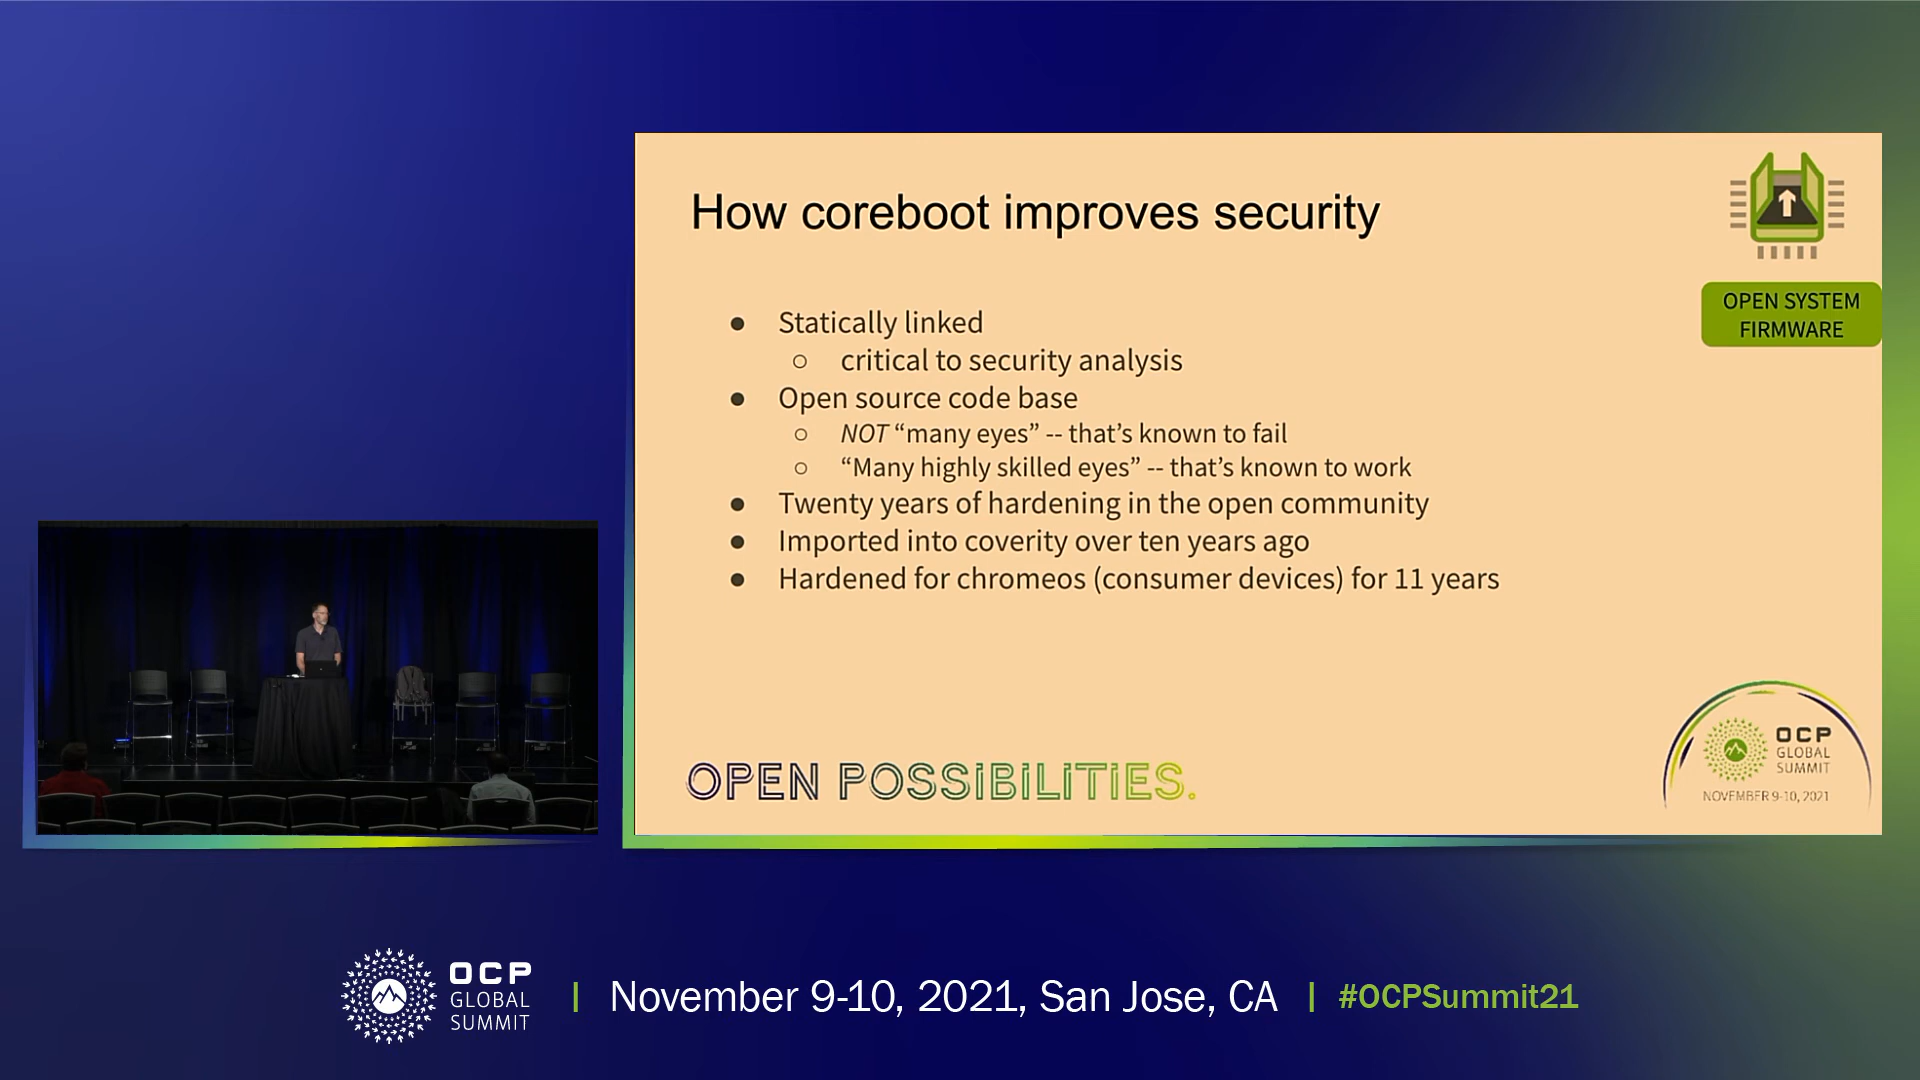 How coreboot improves security
OPEN SYSTEM
FIRMWARE
● Statically linked
○ critical to security analysis
● Open source code base
○ NOT “many eyes” -- that’s known to fail
○ “Many highly skilled eyes” -- that’s known to work
● Twenty years of hardening in the open community
● Imported into coverity over ten years ago
● Hardened for chromeos (consumer devices) for 11 years
OPEN POSSIBILITIES.
OCP
GLOBAL
SUMMIT
NOVEMBER 9-10, 2021
OCP
GLOBAL
SUMMIT
| November 9-10, 2021, San Jose, CA | #OCPSummit21